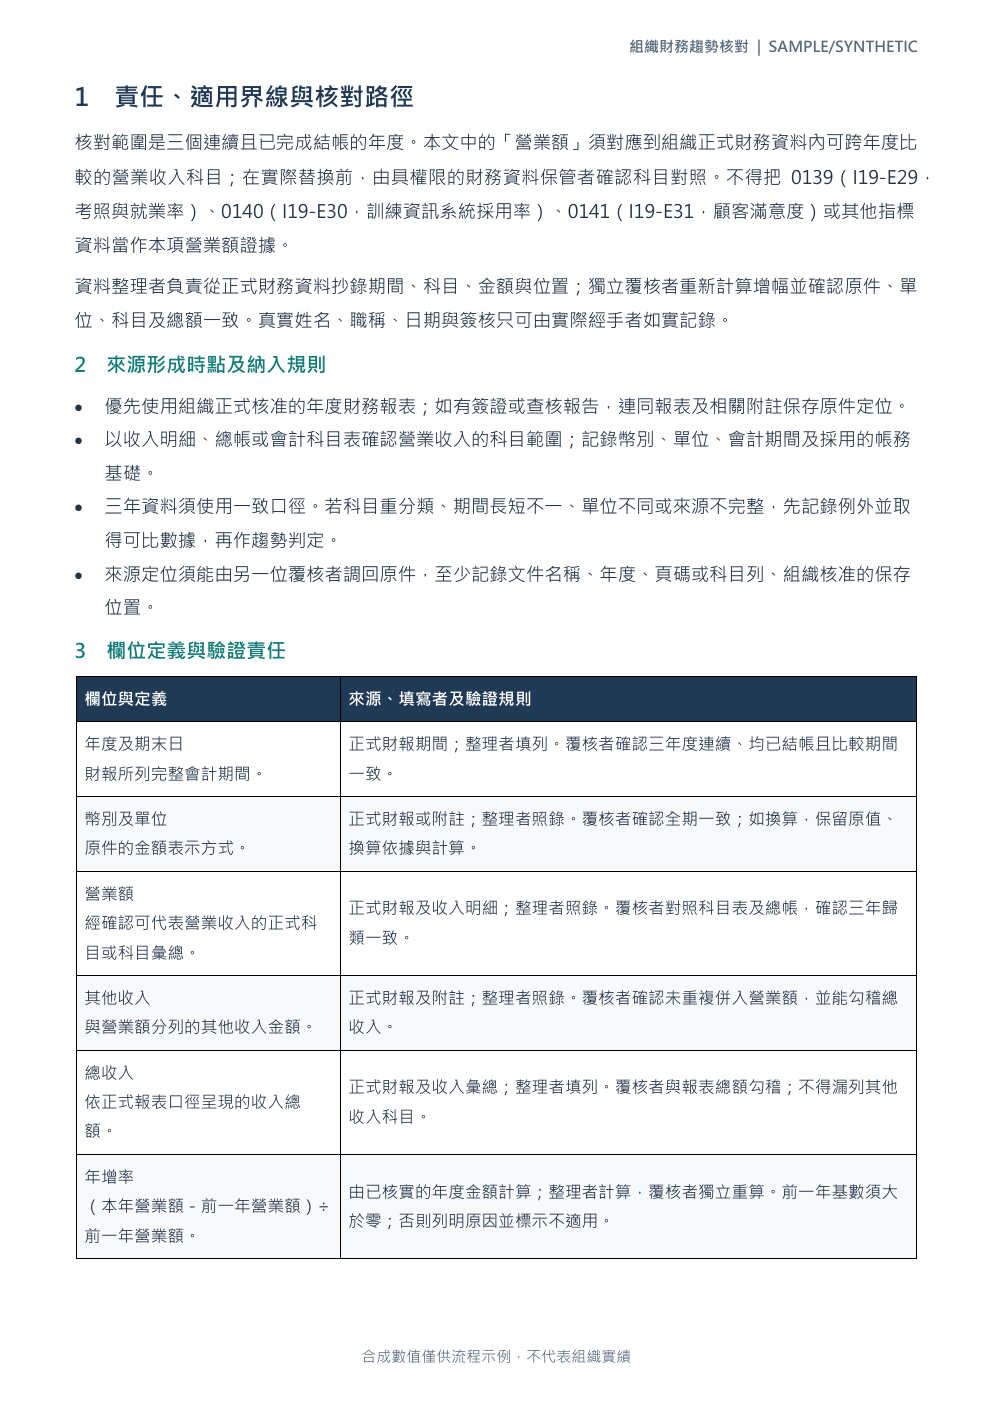 組織財務趨勢核對｜SAMPLE/SYNTHETIC
1 責任、適用界線與核對路徑
核對範圍是三個連續且已完成結帳的年度。本文中的「營業額」須對應到組織正式財務資料內可跨年度比
較的營業收入科目；在實際替換前，由具權限的財務資料保管者確認科目對照。不得把 0139（I19-E29，
考照與就業率）、0140（I19-E30，訓練資訊系統採用率）、0141（I19-E31，顧客滿意度）或其他指標
資料當作本項營業額證據。
資料整理者負責從正式財務資料抄錄期間、科目、金額與位置；獨立覆核者重新計算增幅並確認原件、單
位、科目及總額一致。真實姓名、職稱、日期與簽核只可由實際經手者如實記錄。
2 來源形成時點及納入規則
• 優先使用組織正式核准的年度財務報表；如有簽證或查核報告，連同報表及相關附註保存原件定位。
• 以收入明細、總帳或會計科目表確認營業收入的科目範圍；記錄幣別、單位、會計期間及採用的帳務
基礎。
• 三年資料須使用一致口徑。若科目重分類、期間長短不一、單位不同或來源不完整，先記錄例外並取
得可比數據，再作趨勢判定。
• 來源定位須能由另一位覆核者調回原件，至少記錄文件名稱、年度、頁碼或科目列、組織核准的保存
位置。
3 欄位定義與驗證責任
欄位與定義
來源、填寫者及驗證規則
年度及期末日
財報所列完整會計期間。
正式財報期間；整理者填列。覆核者確認三年度連續、均已結帳且比較期間
一致。
幣別及單位
原件的金額表示方式。
正式財報或附註；整理者照錄。覆核者確認全期一致；如換算，保留原值、
換算依據與計算。
營業額
經確認可代表營業收入的正式科
目或科目彙總。
正式財報及收入明細；整理者照錄。覆核者對照科目表及總帳，確認三年歸
類一致。
其他收入
與營業額分列的其他收入金額。
正式財報及附註；整理者照錄。覆核者確認未重複併入營業額，並能勾稽總
收入。
總收入
依正式報表口徑呈現的收入總
額。
正式財報及收入彙總；整理者填列。覆核者與報表總額勾稽；不得漏列其他
收入科目。
年增率
（本年營業額 - 前一年營業額）÷
前一年營業額。
由已核實的年度金額計算；整理者計算，覆核者獨立重算。前一年基數須大
於零；否則列明原因並標示不適用。
合成數值僅供流程示例，不代表組織實績